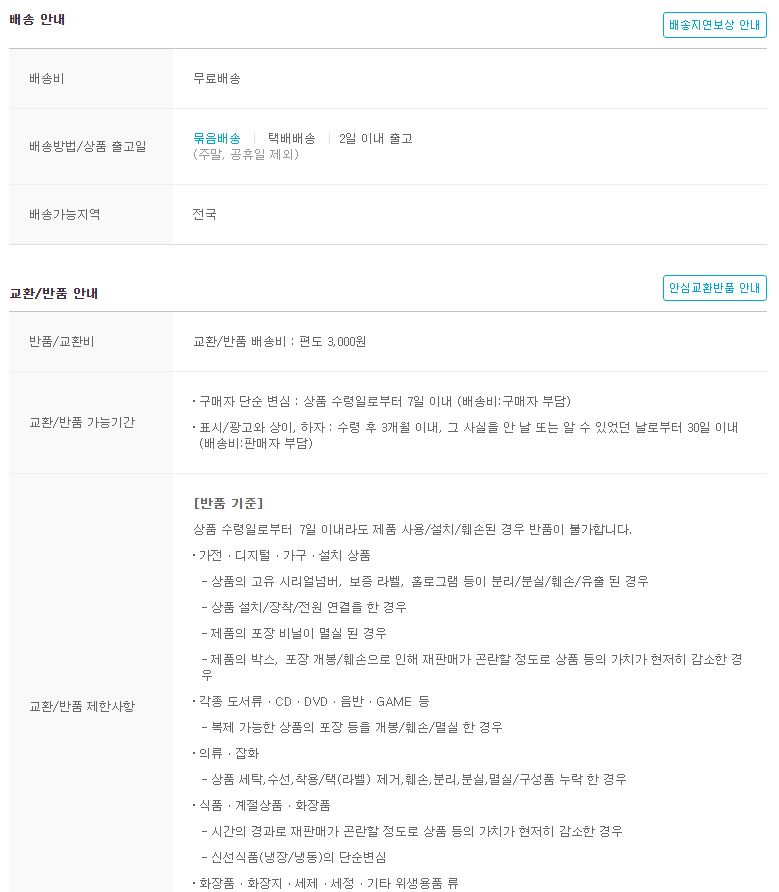 배송 안내
배송지연보상 안내
배송비
무료배송
배송방법/상품 출고일
묶음배송 | 택배배송 | 2일 이내 출고
(주말, 공휴일 제외)
배송가능지역
전국
교환/반품 안내
안심교환반품 안내
반품/교환비
교환/반품 배송비 : 편도 3,000원
교환/반품 가능기간
· 구매자 단순 변심 : 상품 수령일로부터 7일 이내 (배송비:구매자 부담)
· 표시/광고와 상이, 하자 : 수령 후 3개월 이내, 그 사실을 안 날 또는 알 수 있었던 날로부터 30일 이내
(배송비:판매자 부담)
교환/반품 제한사항
[반품 기준]
상품 수령일로부터 7일 이내라도 제품 사용/설치/훼손된 경우 반품이 불가합니다.
· 가전 · 디지털 · 가구 · 설치 상품
- 상품의 고유 시리얼넘버, 보증 라벨, 홀로그램 등이 분리/분실/훼손/유출 된 경우
- 상품 설치/장착/전원 연결을 한 경우
- 제품의 포장 비닐이 멸실 된 경우
- 제품의 박스, 포장 개봉/훼손으로 인해 재판매가 곤란할 정도로 상품 등의 가치가 현저히 감소한 경
우
· 각종 도서류 · CD · DVD · 음반 · GAME 등
- 복제 가능한 상품의 포장 등을 개봉/훼손/멸실 한 경우
· 의류 · 잡화
- 상품 세탁,수선,착용/택(라벨) 제거,훼손,분리,분실,멸실/구성품 누락 한 경우
· 식품 · 계절상품 · 화장품
- 시간의 경과로 재판매가 곤란할 정도로 상품 등의 가치가 현저히 감소한 경우
- 신선식품(냉장/냉동)의 단순변심
· 화장품 · 화장지 · 세제 · 세정 · 기타 위생용품 류